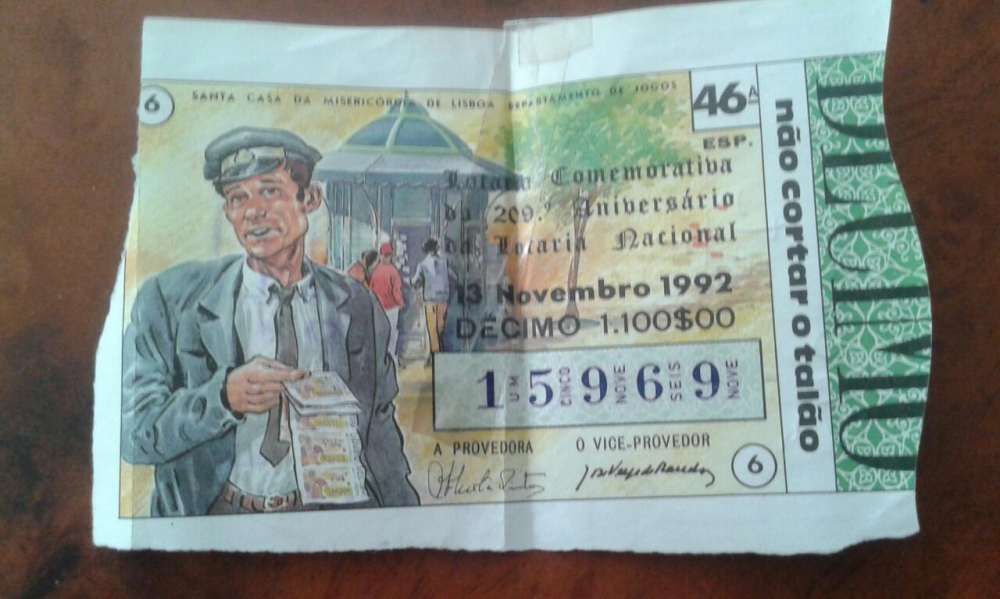 6
SANTA CASA DA MISERICÓRDIA DE LISBOA DEPARTAMENTO DE JOGOS
46ª
ESP.
Lotaria Comemorativa
do 209.º Aniversário
da Lotaria Nacional
13 Novembro 1992
DÉCIMO 1.100$00
1 UM 5 CINCO 9 NOVE 6 SEIS 9 NOVE
A PROVEDORA O VICE-PROVEDOR
6
não cortar o talão
DÉCIMO